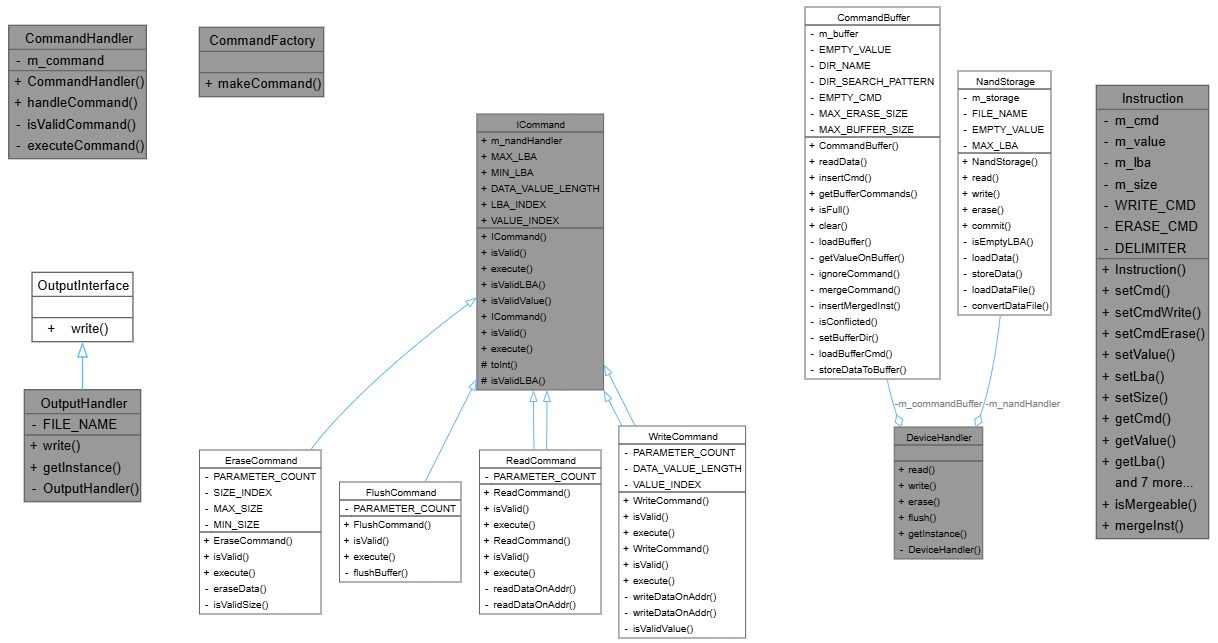 CommandHandler
- m_command
+ CommandHandler()
+ handleCommand()
- isValidCommand()
- executeCommand()
CommandFactory
+ makeCommand()
OutputInterface
+ write()
OutputHandler
- FILE_NAME
+ write()
+ getInstance()
- OutputHandler()
ICommand
+ m_nandHandler
+ MAX_LBA
+ MIN_LBA
+ DATA_VALUE_LENGTH
+ LBA_INDEX
+ VALUE_INDEX
+ ICommand()
+ isValid()
+ execute()
+ isValidLBA()
+ isValidValue()
+ ICommand()
+ isValid()
+ execute()
# toInt()
# isValidLBA()
EraseCommand
- PARAMETER_COUNT
- SIZE_INDEX
- MAX_SIZE
- MIN_SIZE
+ EraseCommand()
+ isValid()
+ execute()
- eraseData()
- isValidSize()
FlushCommand
- PARAMETER_COUNT
+ FlushCommand()
+ isValid()
+ execute()
- flushBuffer()
ReadCommand
- PARAMETER_COUNT
+ ReadCommand()
+ isValid()
+ execute()
+ ReadCommand()
+ isValid()
+ execute()
- readDataOnAddr()
- readDataOnAddr()
WriteCommand
- PARAMETER_COUNT
- DATA_VALUE_LENGTH
- VALUE_INDEX
+ WriteCommand()
+ isValid()
+ execute()
+ WriteCommand()
+ isValid()
+ execute()
- writeDataOnAddr()
- writeDataOnAddr()
- isValidValue()
CommandBuffer
- m_buffer
- EMPTY_VALUE
- DIR_NAME
- DIR_SEARCH_PATTERN
- EMPTY_CMD
- MAX_ERASE_SIZE
- MAX_BUFFER_SIZE
+ CommandBuffer()
+ readData()
+ insertCmd()
+ getBufferCommands()
+ isFull()
+ clear()
- loadBuffer()
- getValueOnBuffer()
- ignoreCommand()
- mergeCommand()
- insertMergedInst()
- isConflicted()
- setBufferDir()
- loadBufferCmd()
- storeDataToBuffer()
NandStorage
- m_storage
- FILE_NAME
- EMPTY_VALUE
- MAX_LBA
+ NandStorage()
+ read()
+ write()
+ erase()
+ commit()
- isEmptyLBA()
- loadData()
- storeData()
- loadDataFile()
- convertDataFile()
-m_commandBuffer
-m_nandHandler
DeviceHandler
+ read()
+ write()
+ erase()
+ flush()
+ getInstance()
- DeviceHandler()
Instruction
- m_cmd
- m_value
- m_lba
- m_size
- WRITE_CMD
- ERASE_CMD
- DELIMITER
+ Instruction()
+ setCmd()
+ setCmdWrite()
+ setCmdErase()
+ setValue()
+ setLba()
+ setSize()
+ getCmd()
+ getValue()
+ getLba()
and 7 more...
+ isMergeable()
+ mergeInst()